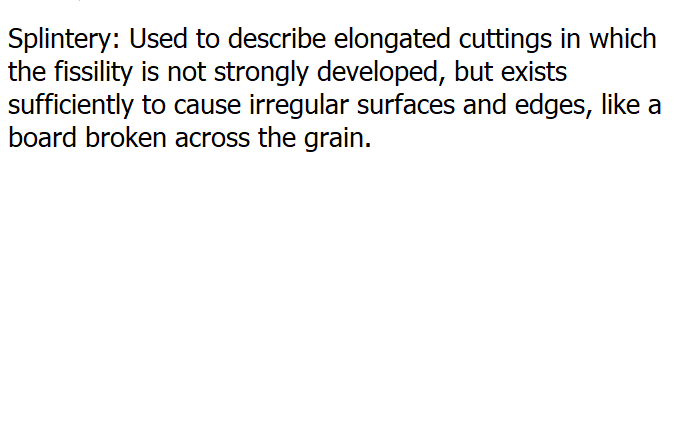 Splintery: Used to describe elongated cuttings in which
the fissility is not strongly developed, but exists
sufficiently to cause irregular surfaces and edges, like a
board broken across the grain.